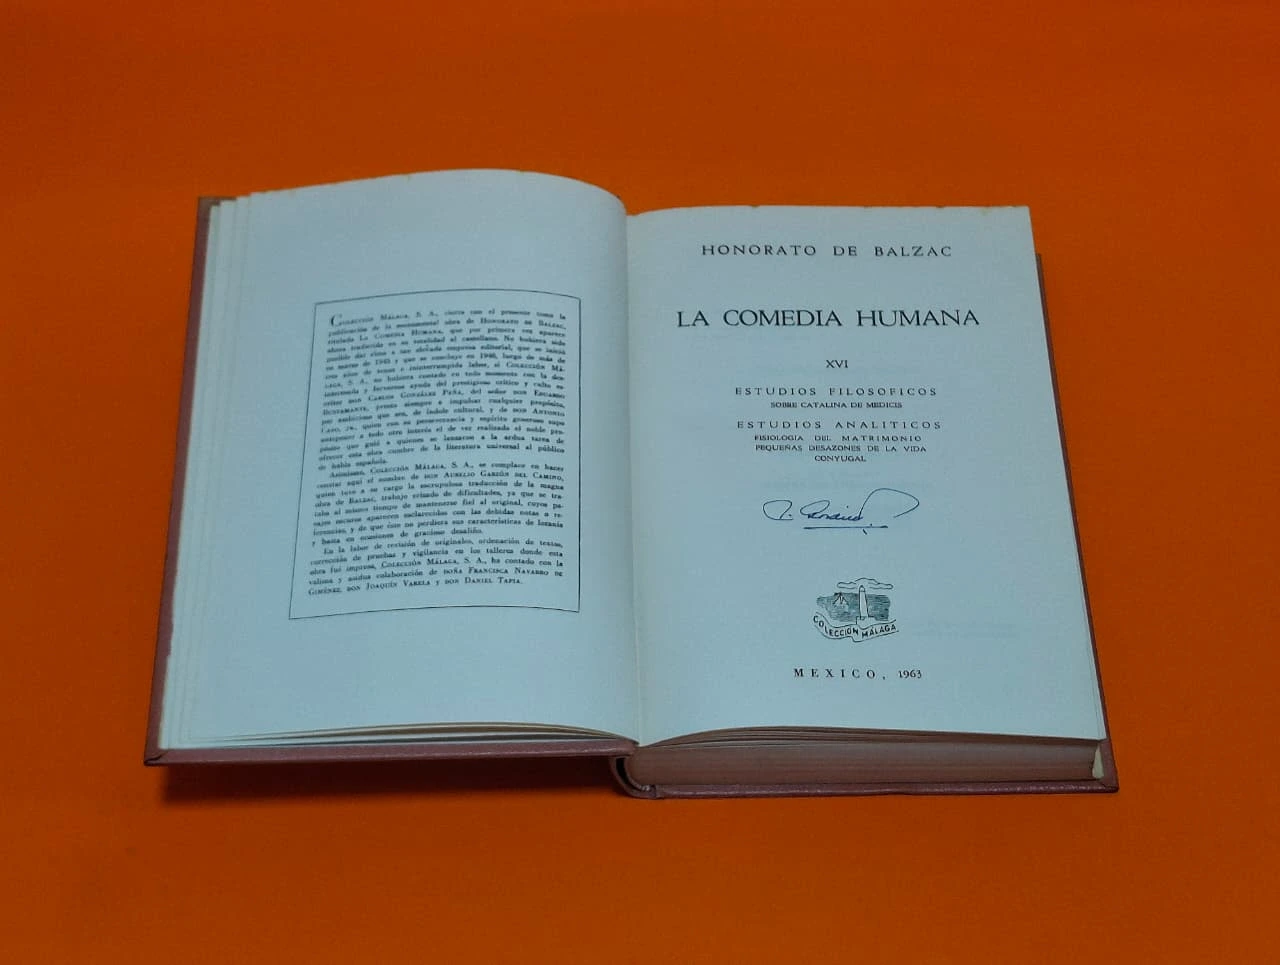 COLECCIÓN MÁLAGA, S. A., cierra con el presente tomo la
publicación de la monumental obra de HONORATO DE BALZAC,
titulada LA COMEDIA HUMANA, que por primera vez aparece
ahora traducida en su totalidad al castellano. No hubiera sido
posible dar cima a tan elevada empresa editorial, que se inició
en marzo de 1945 y que se concluye en 1948, luego de más de
tres años de tensa e ininterrumpida labor, si COLECCIÓN MÁ-
LAGA, S. A., no hubiera contado en todo momento con la des-
interesada y fervorosa ayuda del prestigioso crítico y culto es-
critor DON CARLOS GONZÁLEZ PEÑA, del señor DON EDUARDO
BUSTAMANTE, presto siempre a impulsar cualquier propósito,
por ambicioso que sea, de índole cultural, y de DON ANTONIO
CASO, JR., quien con su perseverancia y espíritu generoso supo
anteponer a todo otro interés el de ver realizada el noble pro-
pósito que guió a quienes se lanzaron a la ardua tarea de
ofrecer esta obra cumbre de la literatura universal al público
de habla española.
Asimismo, COLECCIÓN MÁLAGA, S. A., se complace en hacer
constar aquí el nombre de DON AURELIO GARZÓN DEL CAMINO,
quien tuvo a su cargo la escrupulosa traducción de la magna
obra de BALZAC, trabajo erizado de dificultades, ya que se tra-
taba al mismo tiempo de mantenerse fiel al original, cuyos pa-
sajes oscuros aparecen esclarecidos con las debidas notas o re-
ferencias, y de que éste no perdiera sus características de lozanía
y hasta en ocasiones de gracioso desaliño.
En la labor de revisión de originales, ordenación de textos,
corrección de pruebas y vigilancia en los talleres donde esta
obra fué impresa, COLECCIÓN MÁLAGA, S. A., ha contado con la
valiosa y asidua colaboración de DOÑA FRANCISCA NAVARRO DE
GIMÉNEZ, DON JOAQUÍN VARELA y DON DANIEL TAPIA.
HONORATO DE BALZAC
LA COMEDIA HUMANA
XVI
ESTUDIOS FILOSOFICOS
SOBRE CATALINA DE MEDICIS
ESTUDIOS ANALITICOS
FISIOLOGIA DEL MATRIMONIO
PEQUEÑAS DESAZONES DE LA VIDA
CONYUGAL
COLECCIÓN MÁLAGA
MEXICO, 1963